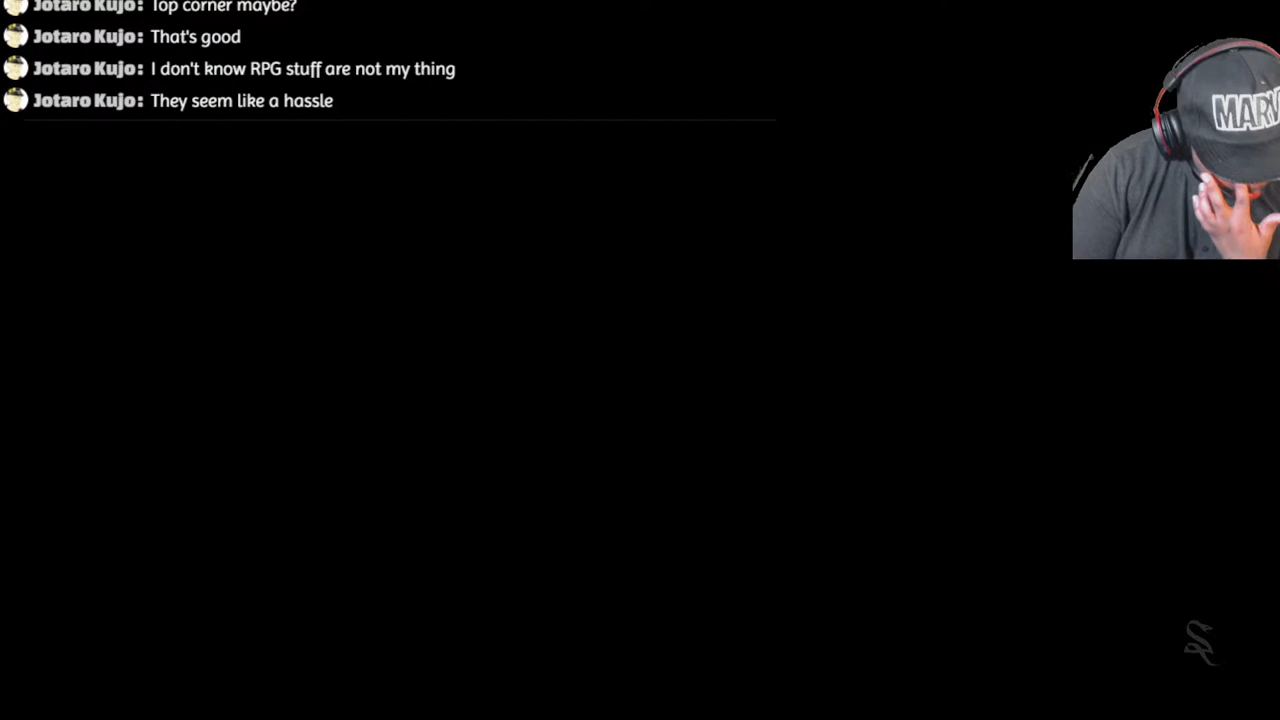 Jotaro Kujo: Top corner maybe?
Jotaro Kujo: That's good
Jotaro Kujo: I don't know RPG stuff are not my thing
Jotaro Kujo: They seem like a hassle
MARV